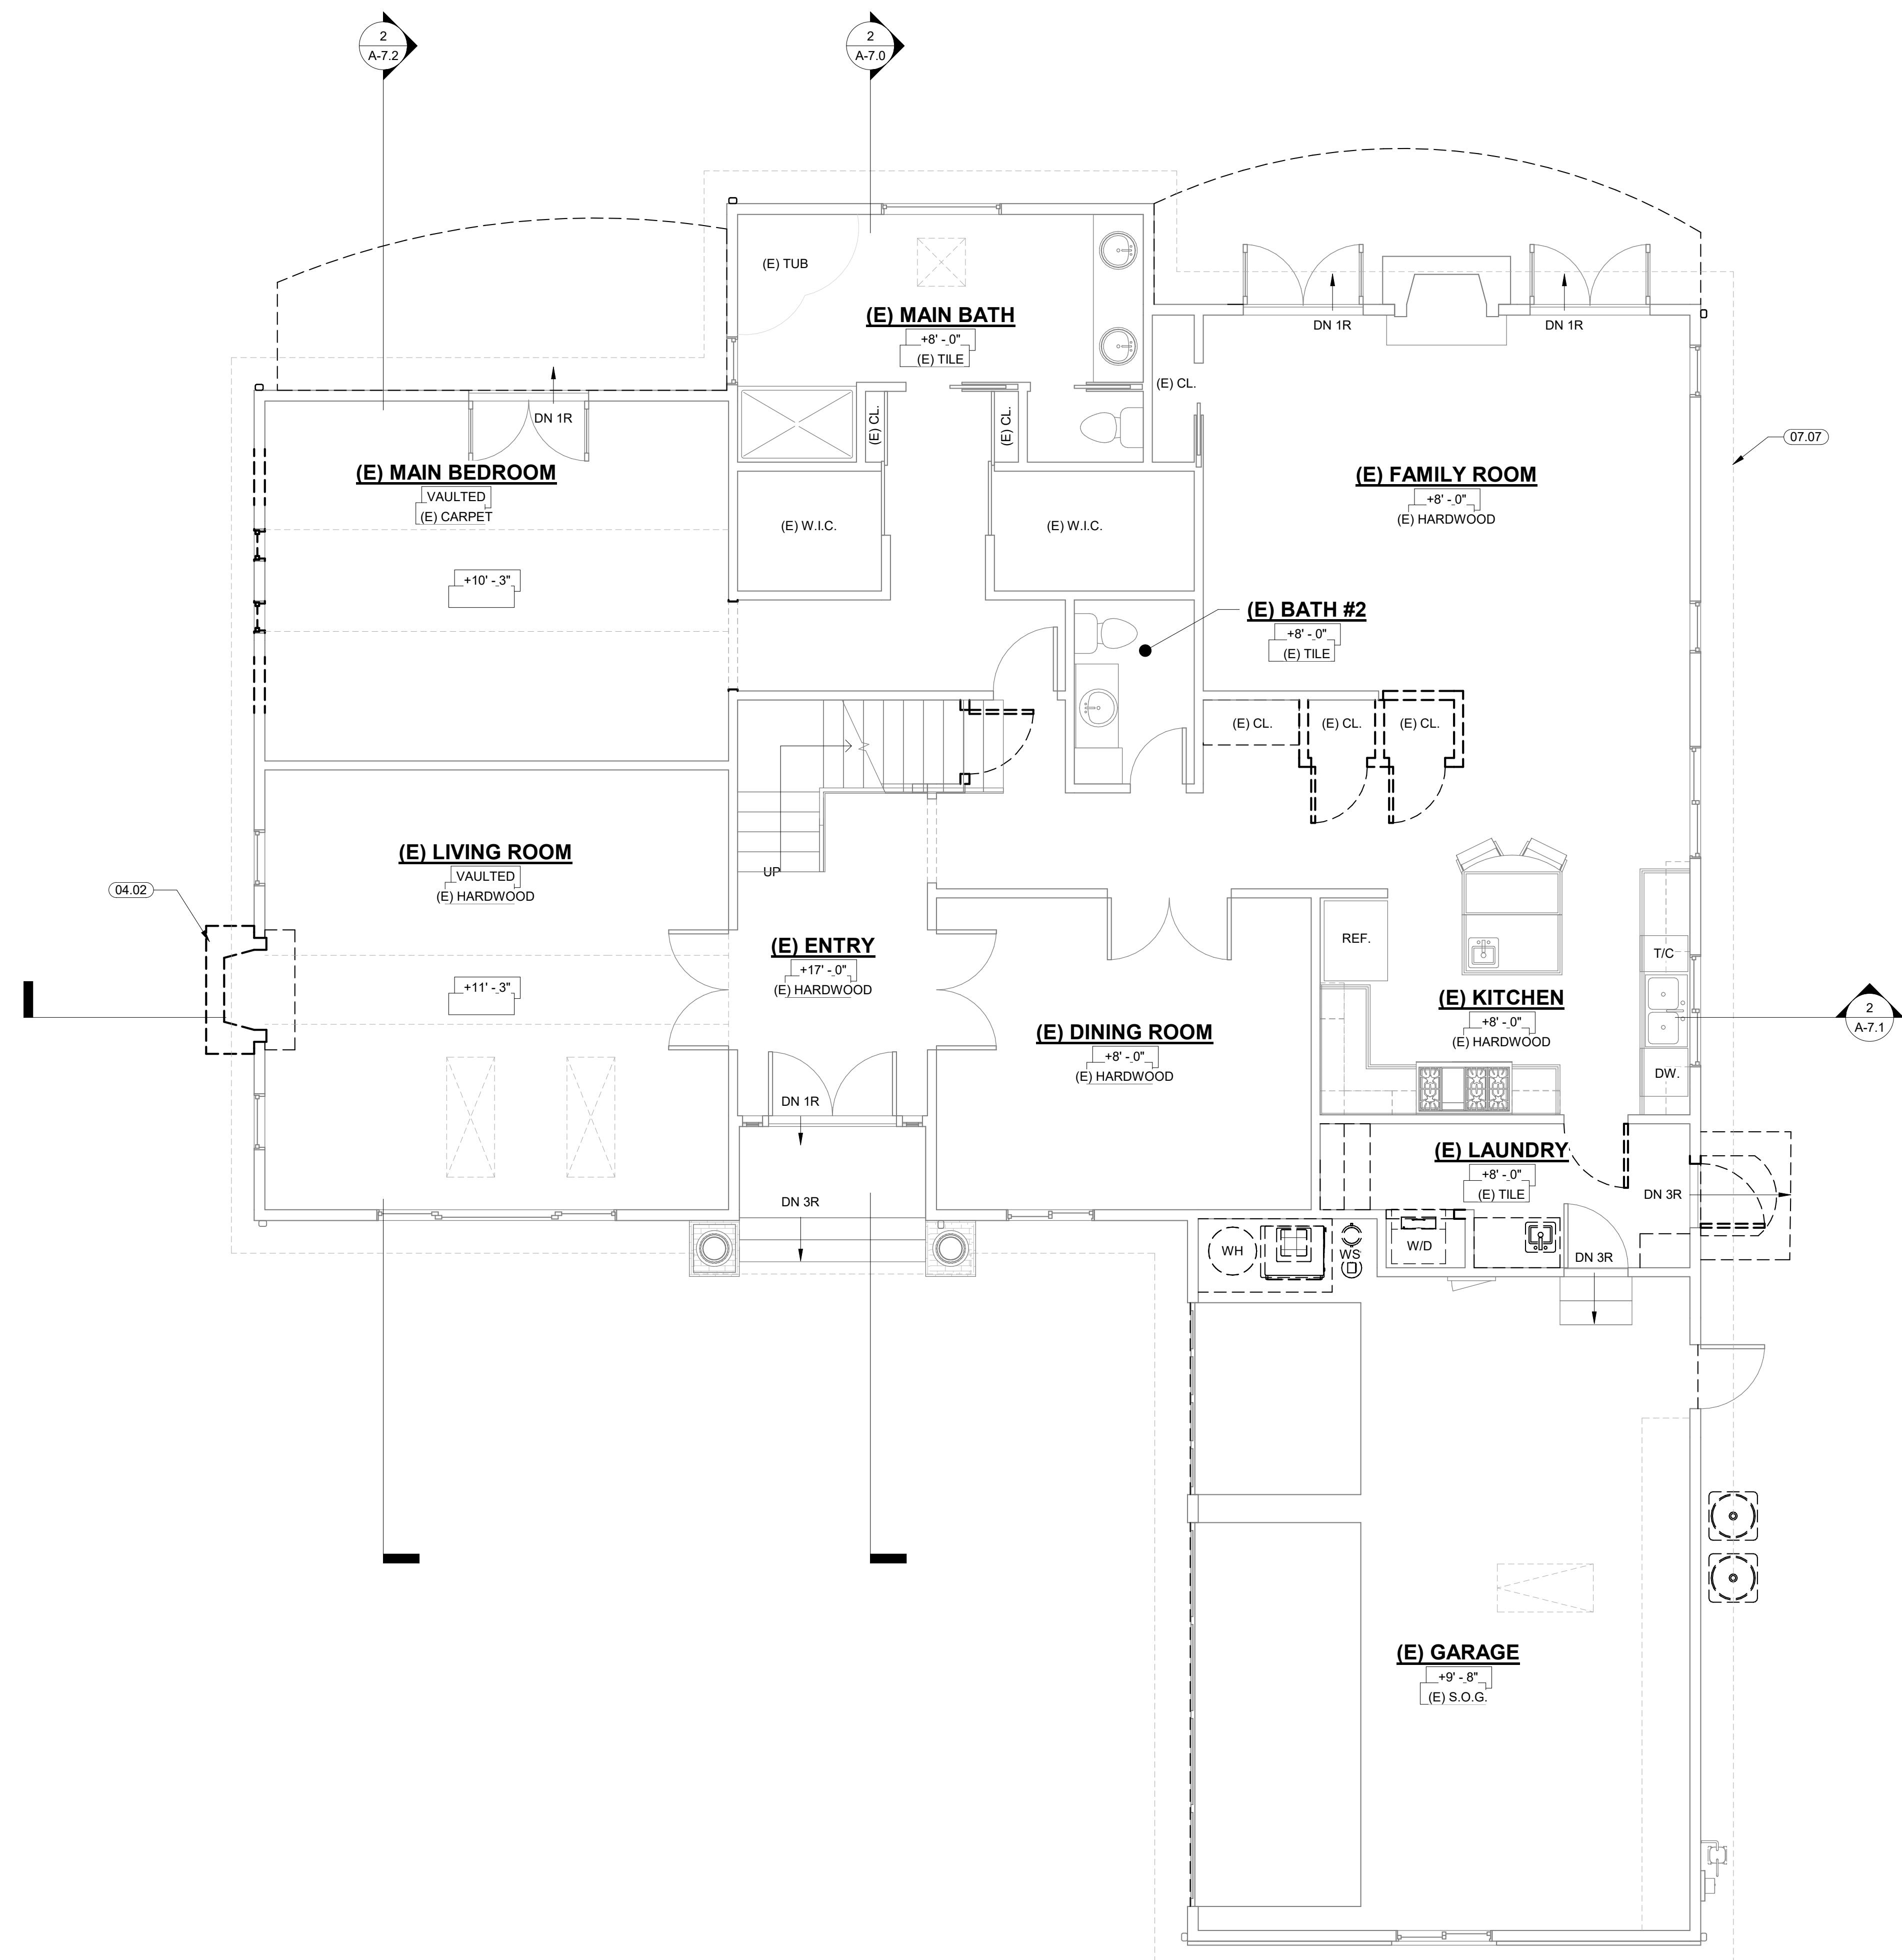 2
A-7.2
2
A-7.0
(E) TUB
(E) MAIN BATH
+8' - 0"
(E) TILE
DN 1R
DN 1R
(E) CL.
(E) CL.
(E) CL.
DN 1R
07.07
(E) MAIN BEDROOM
VAULTED
(E) CARPET
(E) FAMILY ROOM
+8' - 0"
(E) HARDWOOD
(E) W.I.C.
(E) W.I.C.
+10' - 3"
(E) BATH #2
+8' - 0"
(E) TILE
(E) CL.
(E) CL.
(E) CL.
(E) LIVING ROOM
VAULTED
(E) HARDWOOD
UP
04.02
REF.
(E) ENTRY
+17' - 0"
(E) HARDWOOD
T/C
+11' - 3"
(E) KITCHEN
+8' - 0"
(E) HARDWOOD
2
A-7.1
(E) DINING ROOM
+8' - 0"
(E) HARDWOOD
DW.
DN 1R
(E) LAUNDRY
+8' - 0"
(E) TILE
DN 3R
DN 3R
WH
WS
W/D
DN 3R
(E) GARAGE
+9' - 8"
(E) S.O.G.